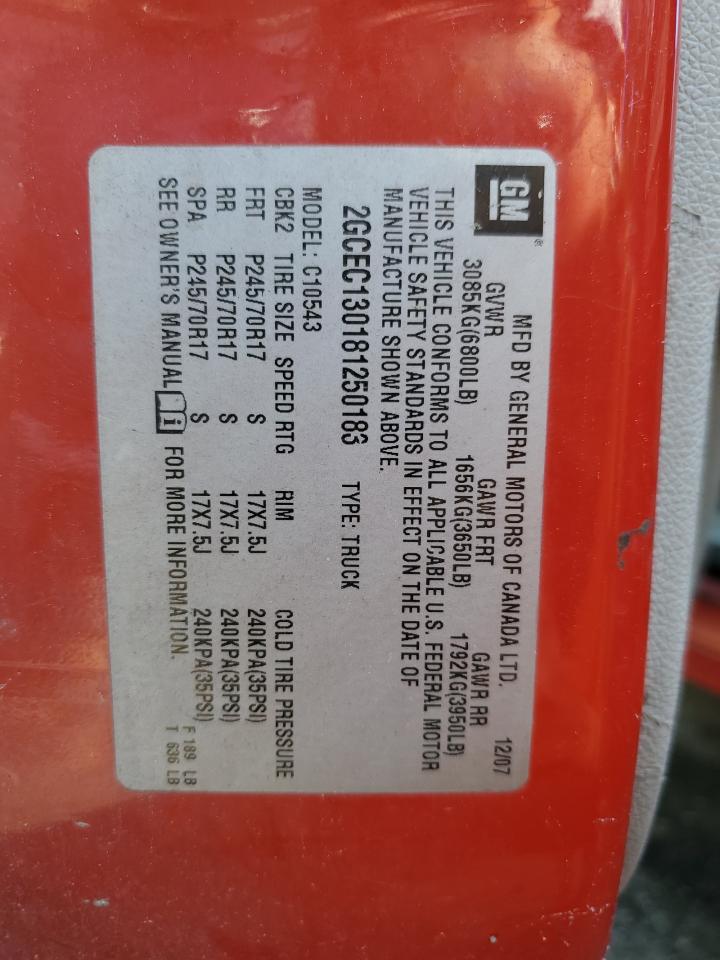 GM®
MFD BY GENERAL MOTORS OF CANADA LTD. 12/07
GVWR GAWR FRT GAWR RR
3085KG(6800LB) 1656KG(3650LB) 1792KG(3950LB)
THIS VEHICLE CONFORMS TO ALL APPLICABLE U.S. FEDERAL MOTOR
VEHICLE SAFETY STANDARDS IN EFFECT ON THE DATE OF
MANUFACTURE SHOWN ABOVE.
2GCEC130181250183 TYPE: TRUCK
MODEL: C10543
CBK2 TIRE SIZE SPEED RTG RIM COLD TIRE PRESSURE
FRT P245/70R17 S 17X7.5J 240KPA(35PSI)
RR P245/70R17 S 17X7.5J 240KPA(35PSI)
SPA P245/70R17 S 17X7.5J 240KPA(35PSI)
SEE OWNER'S MANUAL i FOR MORE INFORMATION.
F 189 LB
T 636 LB